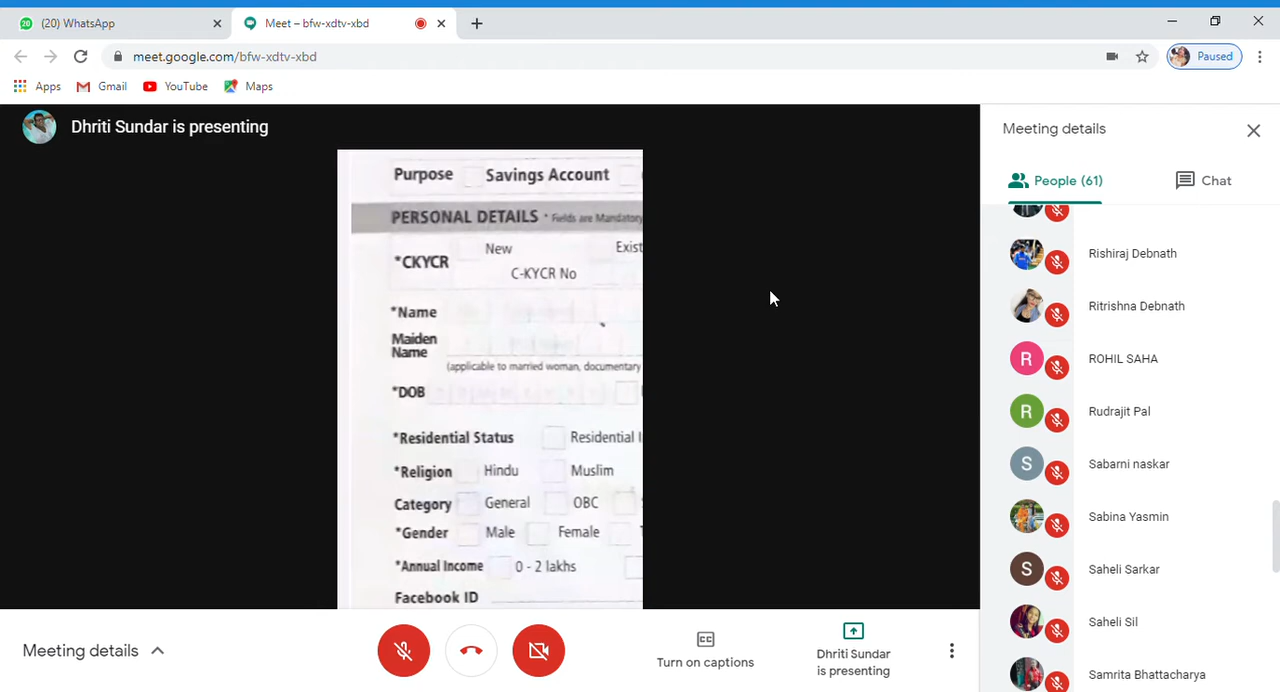 20 (20) WhatsApp
Meet – bfw-xdtv-xbd
meet.google.com/bfw-xdtv-xbd
Paused
Apps
Gmail
YouTube
Maps
Dhriti Sundar is presenting
Purpose Savings Account
PERSONAL DETAILS * Fields are Mandatory
*CKYCR New
C-KYCR No
*Name
Maiden
Name
(applicable to married woman, documentary
*DOB
*Residential Status Residential
*Religion Hindu Muslim
Category General OBC
*Gender Male Female
*Annual Income 0 - 2 lakhs
Facebook ID
Meeting details
People (61)
Chat
Rishiraj Debnath
Ritrishna Debnath
R ROHIL SAHA
R Rudrajit Pal
S Sabarni naskar
Sabina Yasmin
S Saheli Sarkar
Saheli Sil
Samrita Bhattacharya
Meeting details
CC
Turn on captions
Dhriti Sundar
is presenting